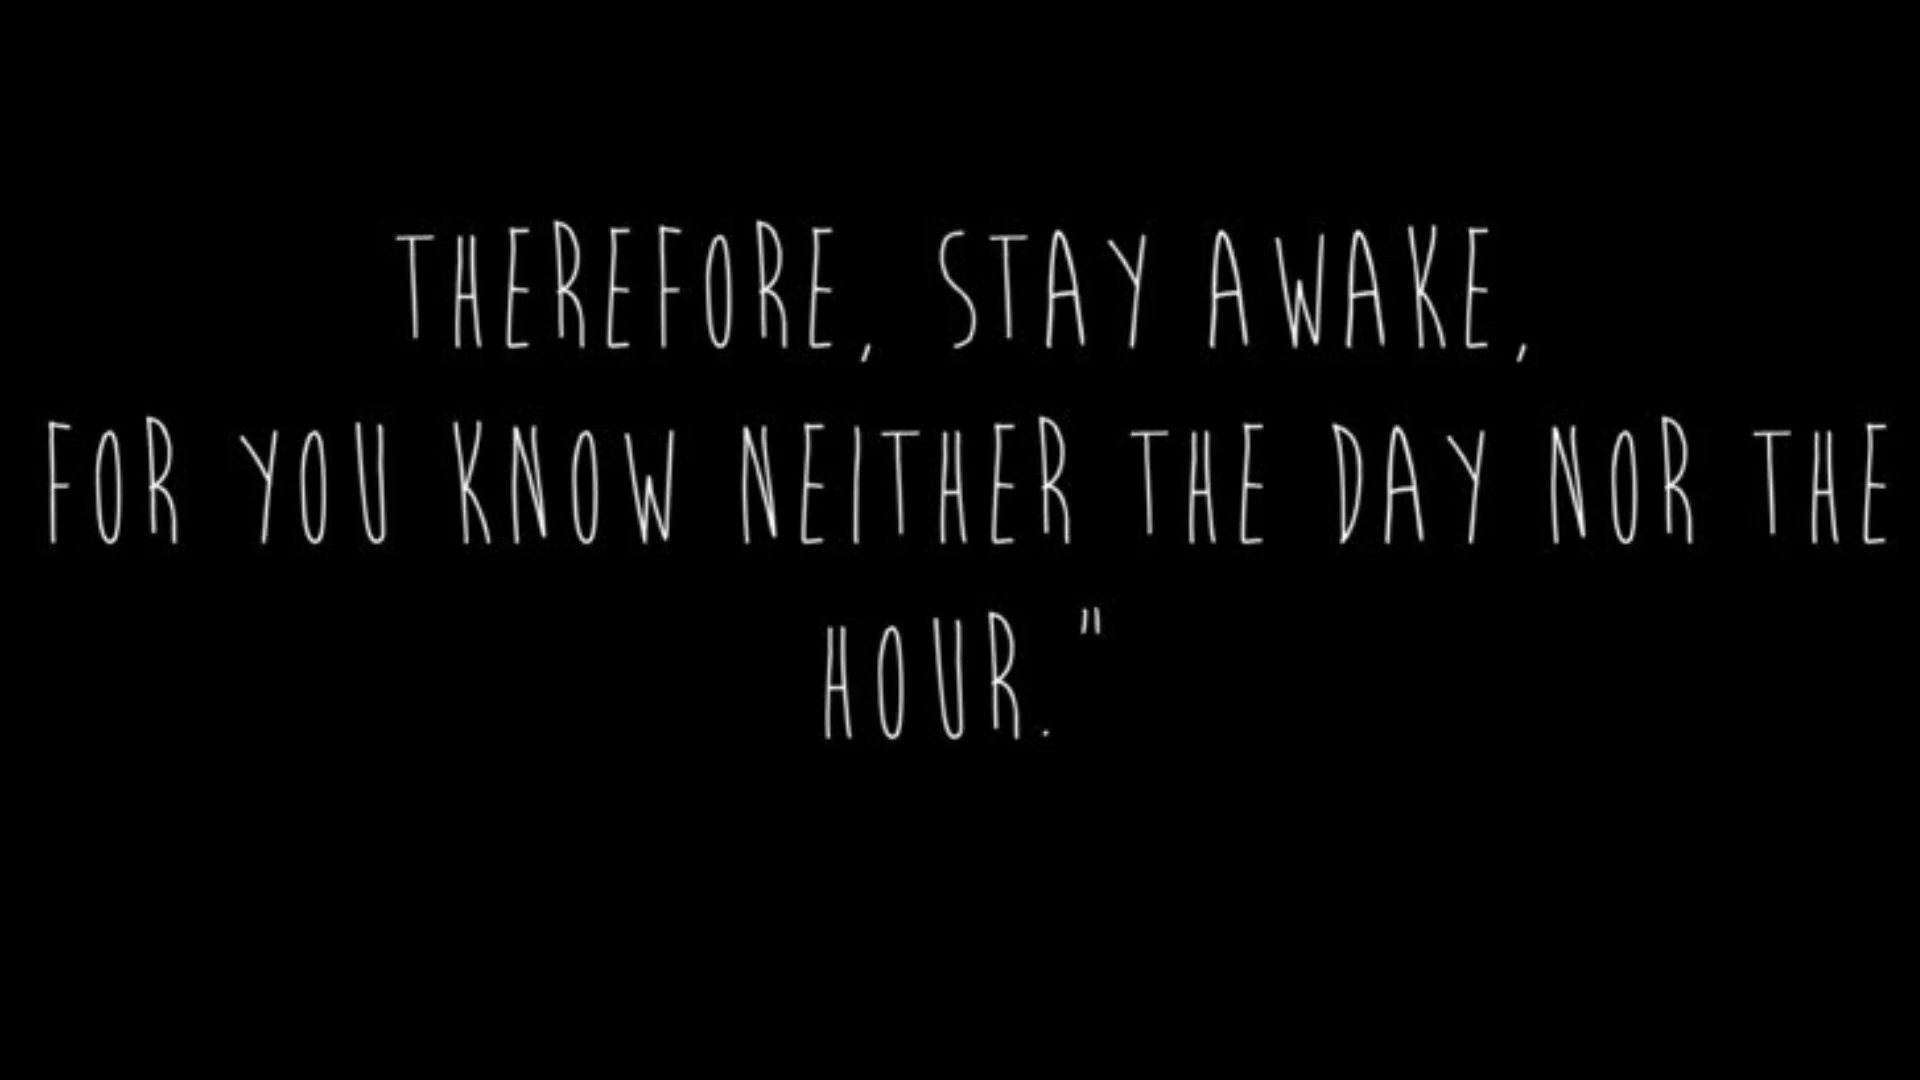 THEREFORE, STAY AWAKE,
FOR YOU KNOW NEITHER THE DAY NOR THE
HOUR."